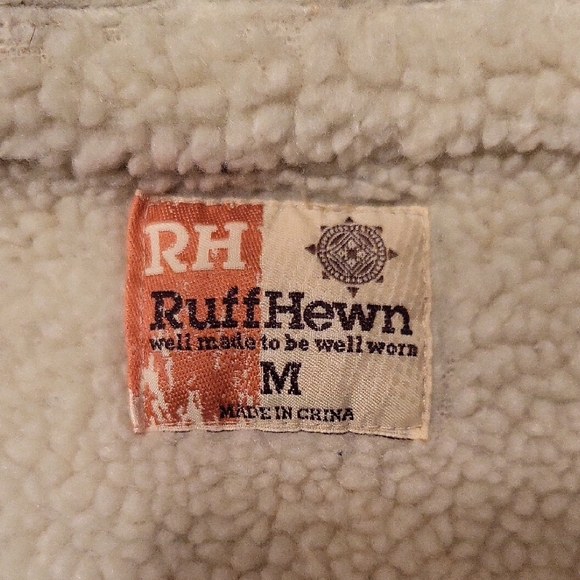 RH
RuffHewn
well made to be well worn
M
MADE IN CHINA